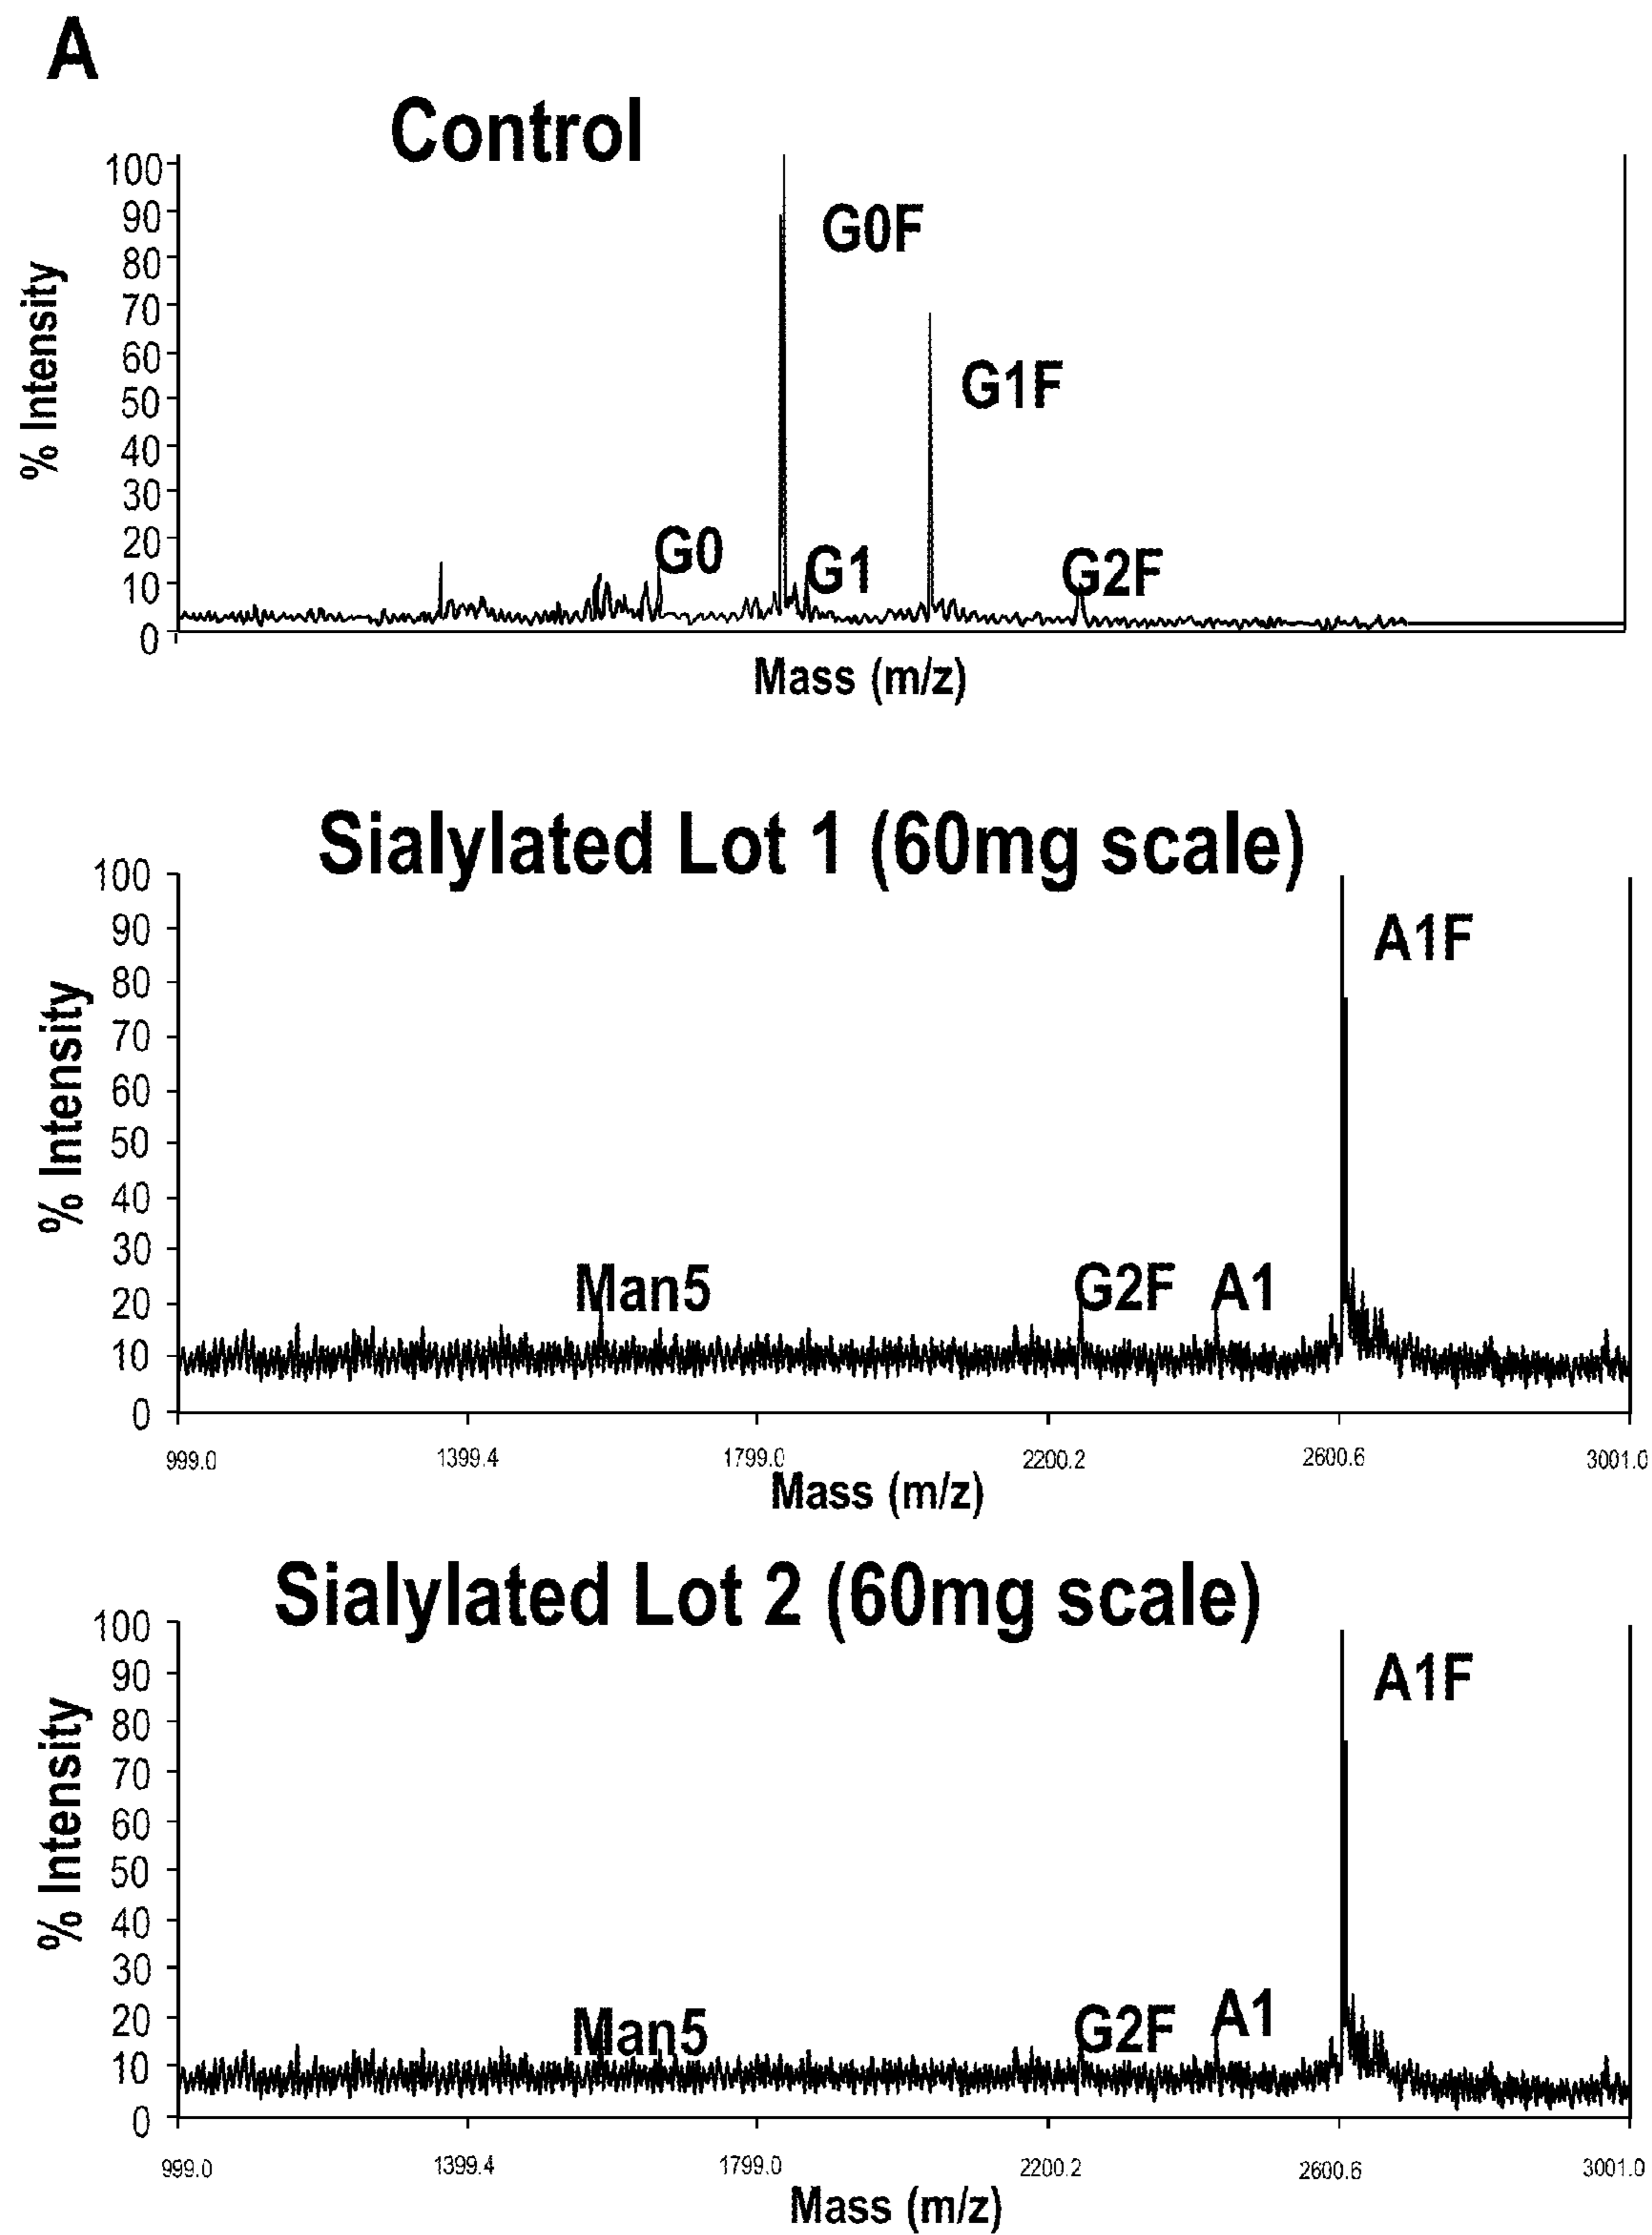 A
Control
100
90
80
70
60
50
40
30
20
10
0
% Intensity
G0F
G1F
G0
G1
G2F
Mass (m/z)
Sialylated Lot 1 (60mg scale)
100
90
80
70
60
50
40
30
20
10
0
% Intensity
A1F
Man5
G2F
A1
999.0 1399.4 1799.0 2200.2 2600.6 3001.0
Mass (m/z)
Sialylated Lot 2 (60mg scale)
100
90
80
70
60
50
40
30
20
10
0
% Intensity
A1F
Man5
G2F
A1
999.0 1399.4 1799.0 2200.2 2600.6 3001.0
Mass (m/z)